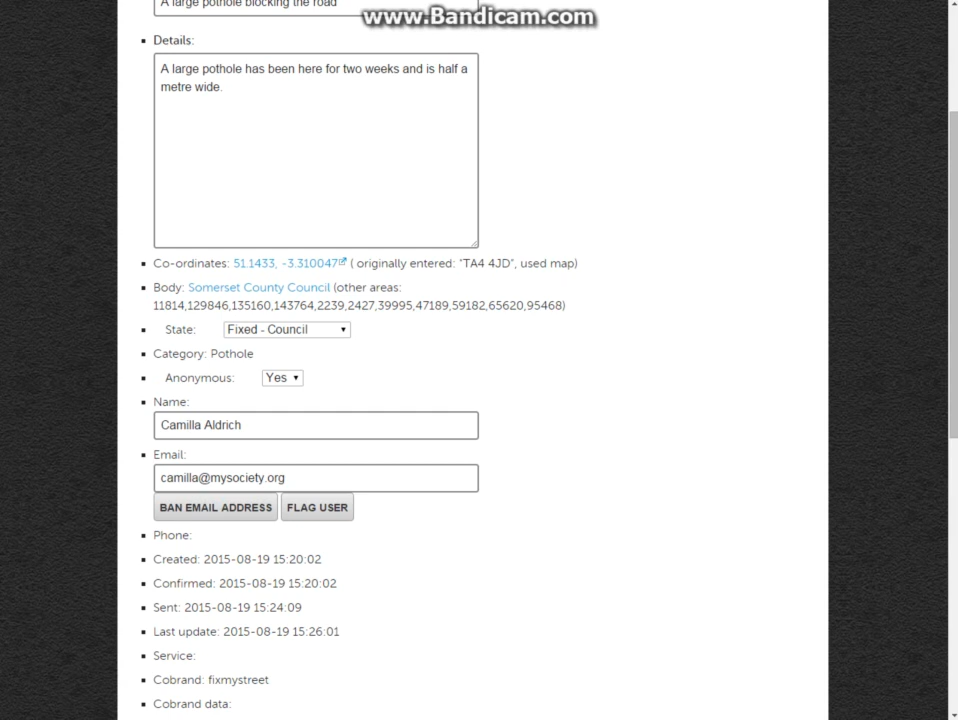 A large pothole blocking the road
www.Bandicam.com
Details:
A large pothole has been here for two weeks and is half a
metre wide.
Co-ordinates: 51.1433, -3.310047 ( originally entered: "TA4 4JD", used map)
Body: Somerset County Council (other areas:
11814,129846,135160,143764,2239,2427,39995,47189,59182,65620,95468)
State: Fixed - Council
Category: Pothole
Anonymous: Yes
Name:
Camilla Aldrich
Email:
camilla@mysociety.org
BAN EMAIL ADDRESS FLAG USER
Phone:
Created: 2015-08-19 15:20:02
Confirmed: 2015-08-19 15:20:02
Sent: 2015-08-19 15:24:09
Last update: 2015-08-19 15:26:01
Service:
Cobrand: fixmystreet
Cobrand data: